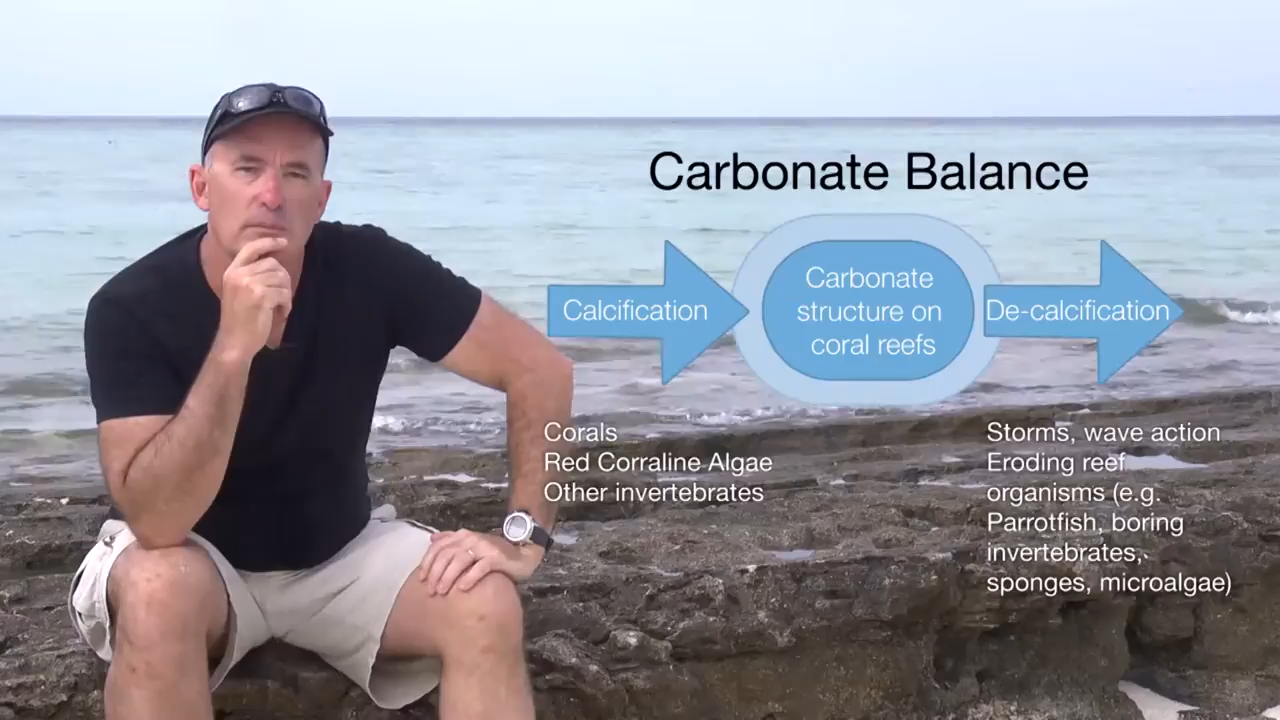 Carbonate Balance
Calcification
Carbonate
structure on
coral reefs
De-calcification
Corals
Red Corraline Algae
Other invertebrates
Storms, wave action
Eroding reef
organisms (e.g.
Parrotfish, boring
invertebrates,
sponges, microalgae)